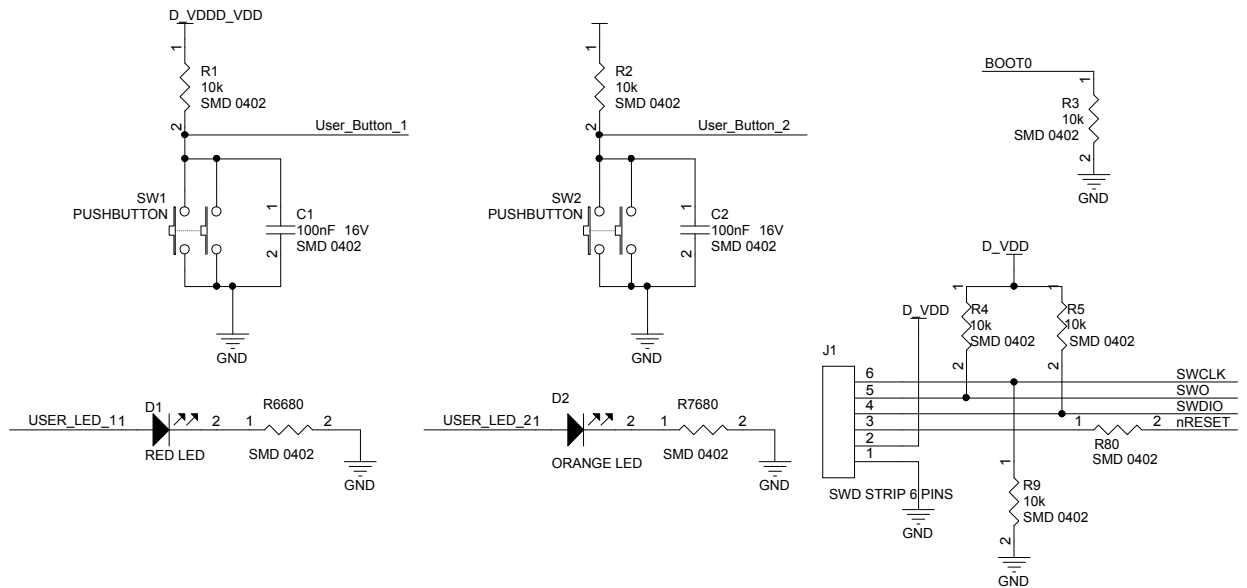 D_VDDD_VDD
1
R1
10k
SMD 0402
2
User_Button_1
SW1
PUSHBUTTON
1
C1
100nF 16V
SMD 0402
2
GND
1
R2
10k
SMD 0402
2
User_Button_2
SW2
PUSHBUTTON
1
C2
100nF 16V
SMD 0402
2
GND
BOOT0
1
R3
10k
SMD 0402
2
GND
USER_LED_11
D1
2
RED LED
1
R6680
2
SMD 0402
GND
USER_LED_21
D2
2
ORANGE LED
1
R7680
2
SMD 0402
GND
D_VDD
1
R4
10k
SMD 0402
2
1
R5
10k
SMD 0402
2
D_VDD
J1
6
SWCLK
5
SWO
4
SWDIO
3
1
2
nRESET
R80
SMD 0402
2
1
SWD STRIP 6 PINS
GND
1
R9
10k
SMD 0402
2
GND